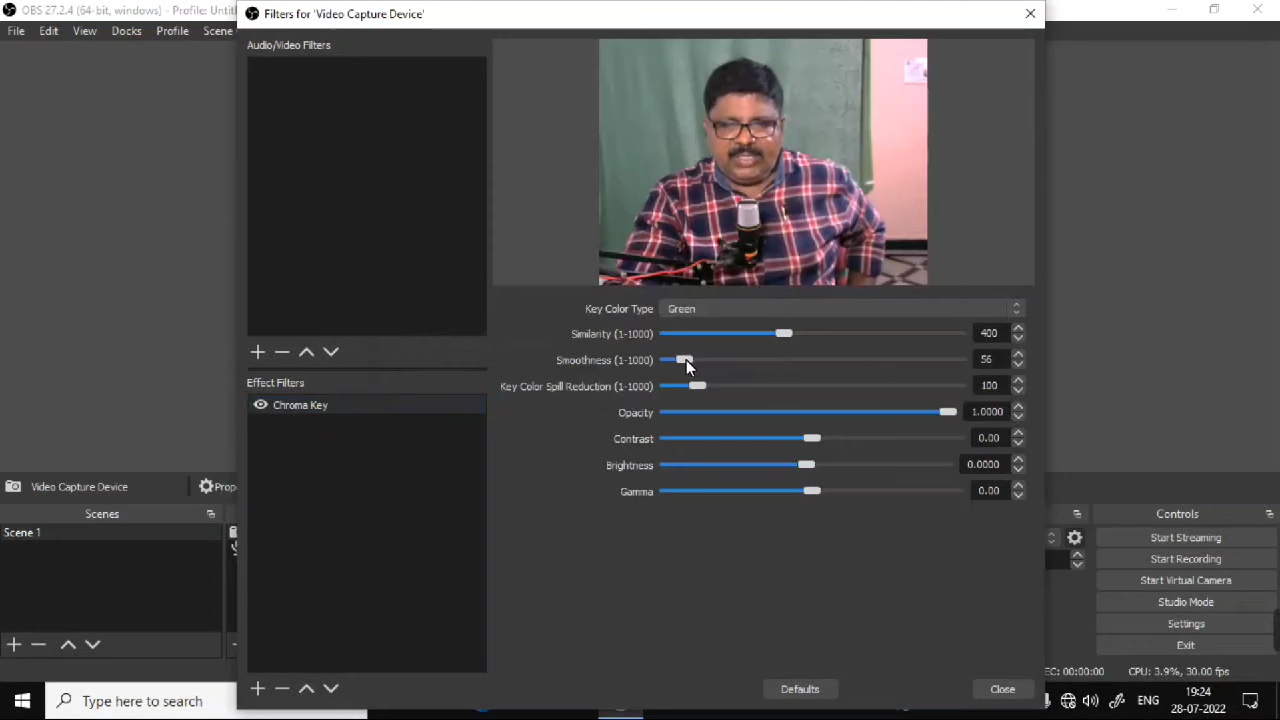 OBS 27.2.4 (64-bit, windows) - Profile: Untit
Filters for 'Video Capture Device'
File Edit View Docks Profile Scene
Audio/Video Filters
Key Color Type Green
Similarity (1-1000) 400
Smoothness (1-1000) 56
Key Color Spill Reduction (1-1000) 100
Opacity 1.0000
Contrast 0.00
Brightness 0.0000
Gamma 0.00
Effect Filters
Chroma Key
Defaults Close
Video Capture Device Prop
Scenes
Scene 1
Controls
Start Streaming
Start Recording
Start Virtual Camera
Studio Mode
Settings
Exit
EC: 00:00:00 CPU: 3.9%, 30.00 fps
Type here to search
ENG
19:24
28-07-2022